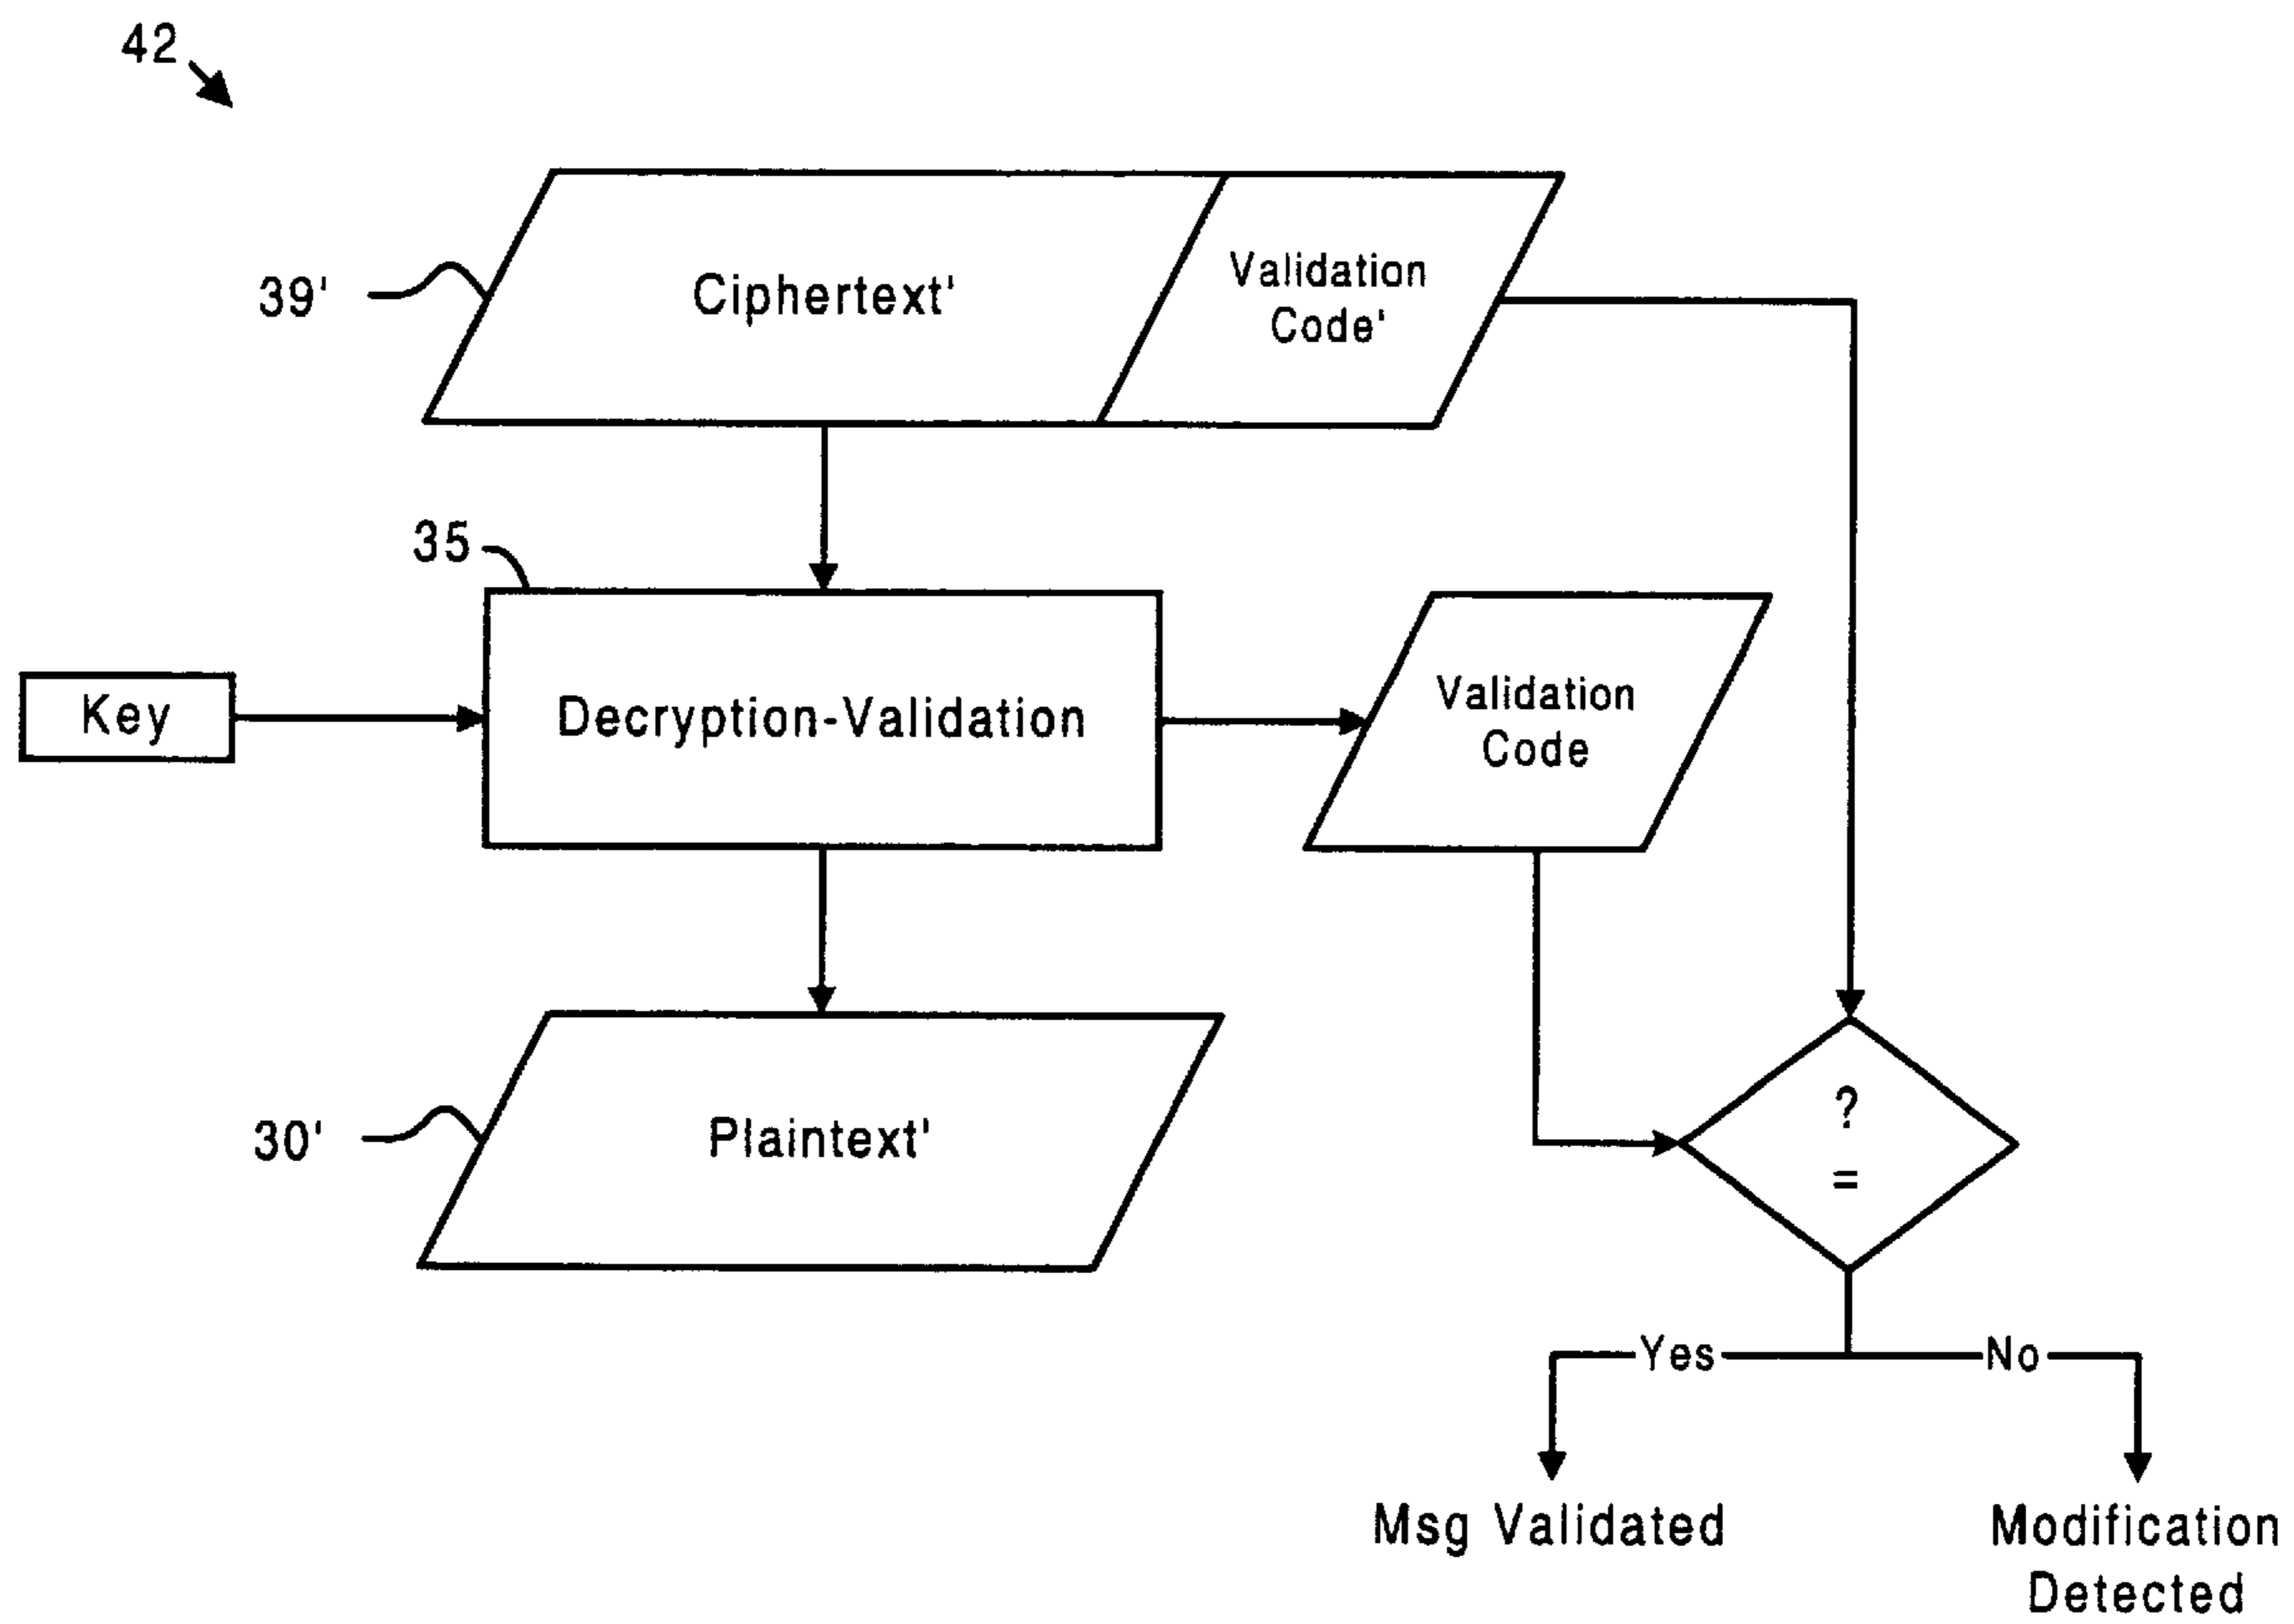 42
39'
Ciphertext'
Validation
Code'
35
Key
Decryption-Validation
Validation
Code
30'
Plaintext'
?
=
Yes
No
Msg Validated
Modification
Detected